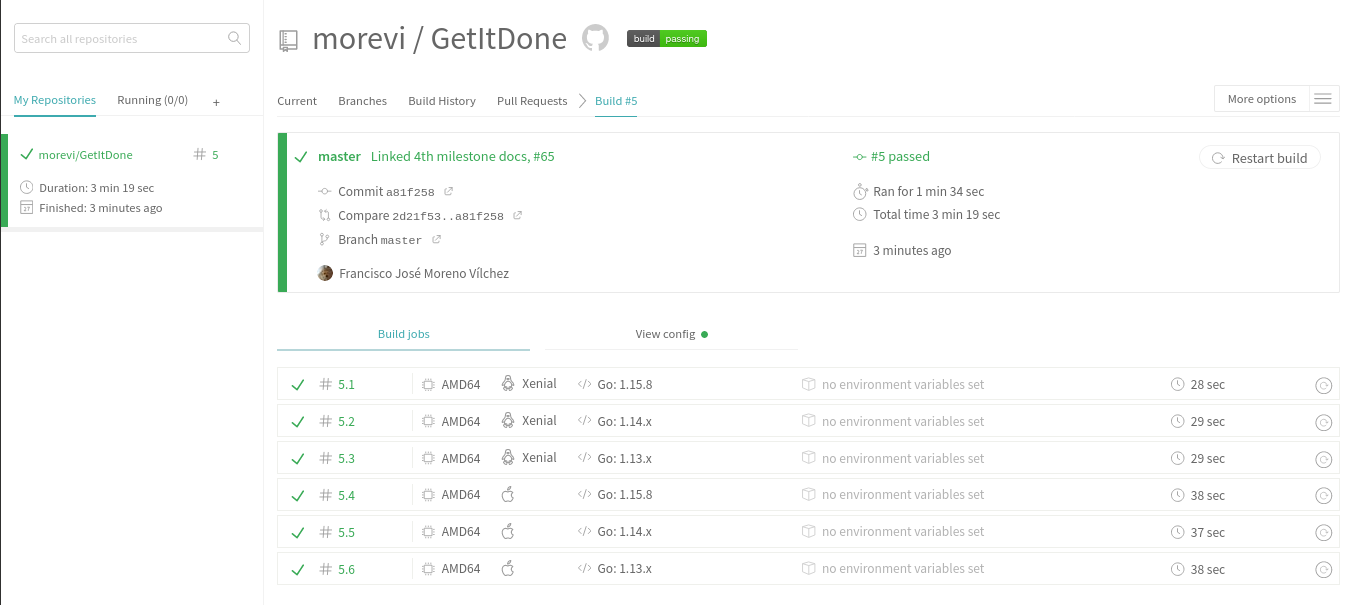 Search all repositories
My Repositories Running (0/0) +
morevi/GetItDone # 5
Duration: 3 min 19 sec
Finished: 3 minutes ago
morevi / GetItDone build passing
Current Branches Build History Pull Requests Build #5 More options
master Linked 4th milestone docs, #65 #5 passed Restart build
Commit a81f258 Ran for 1 min 34 sec
Compare 2d21f53..a81f258 Total time 3 min 19 sec
Branch master 3 minutes ago
Francisco José Moreno Vílchez
Build jobs View config
# 5.1 AMD64 Xenial </> Go: 1.15.8 no environment variables set 28 sec
# 5.2 AMD64 Xenial </> Go: 1.14.x no environment variables set 29 sec
# 5.3 AMD64 Xenial </> Go: 1.13.x no environment variables set 29 sec
# 5.4 AMD64 </> Go: 1.15.8 no environment variables set 38 sec
# 5.5 AMD64 </> Go: 1.14.x no environment variables set 37 sec
# 5.6 AMD64 </> Go: 1.13.x no environment variables set 38 sec